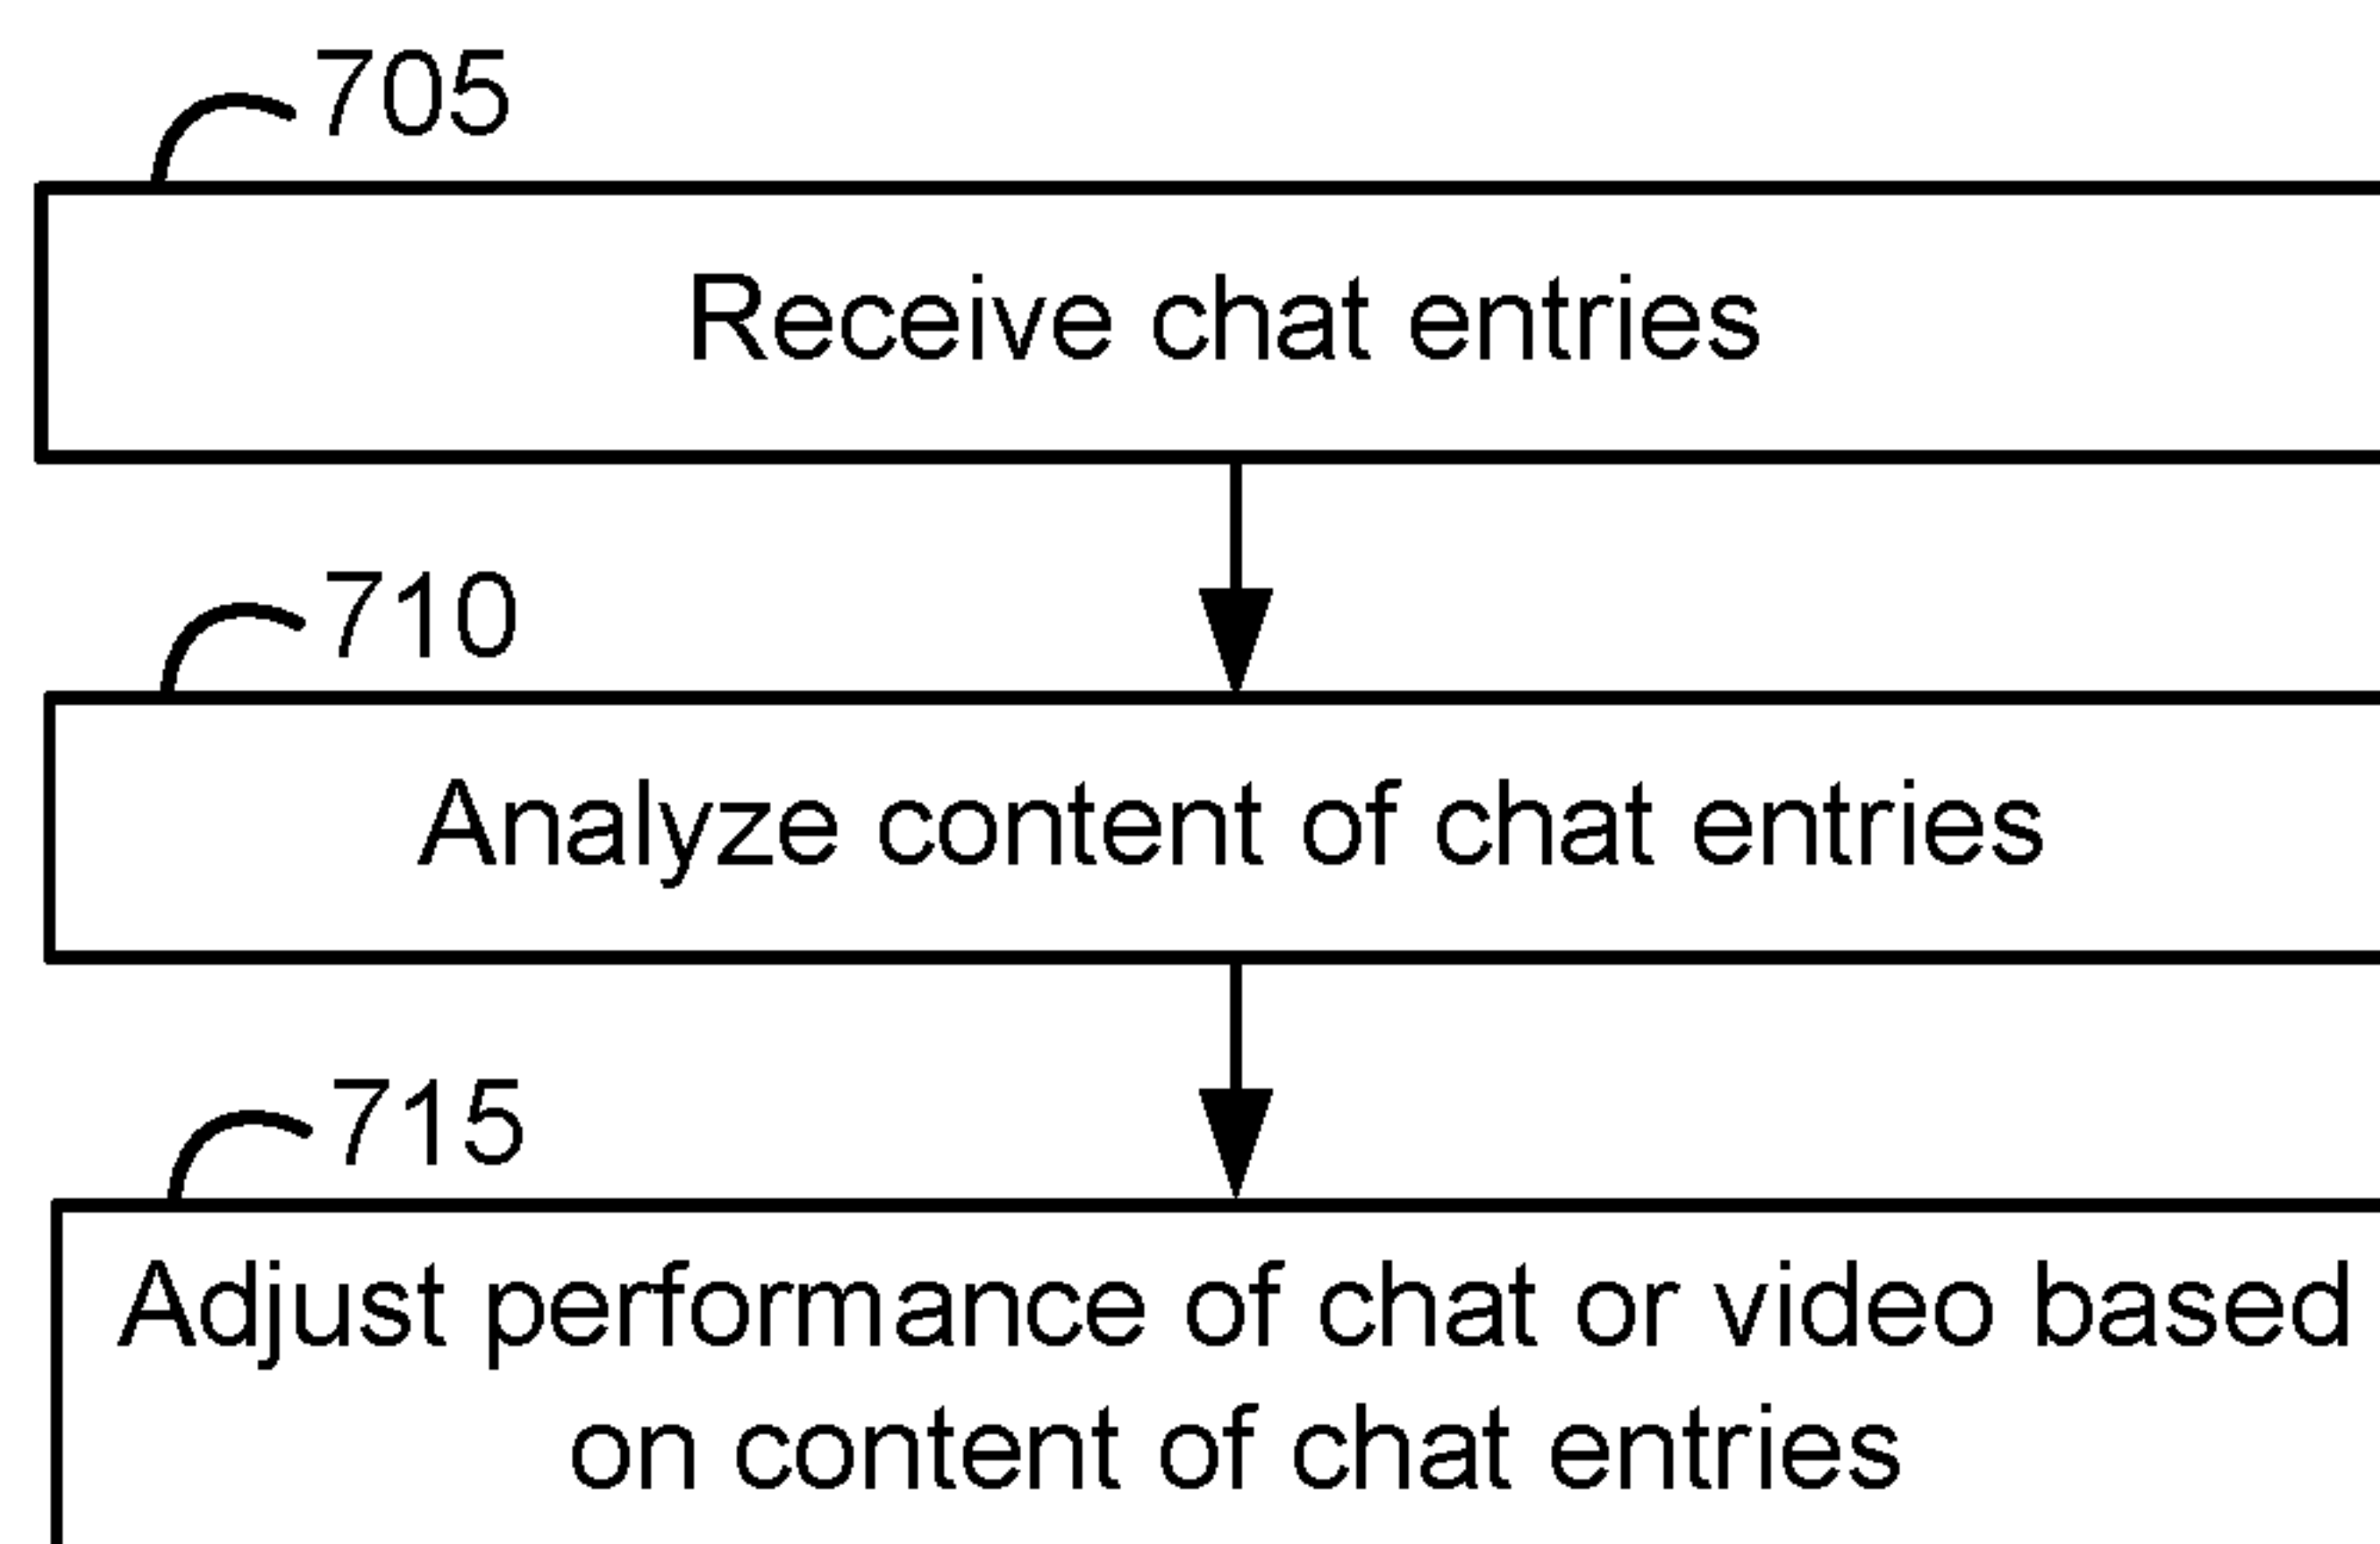 705
Receive chat entries
710
Analyze content of chat entries
715
Adjust performance of chat or video based
on content of chat entries